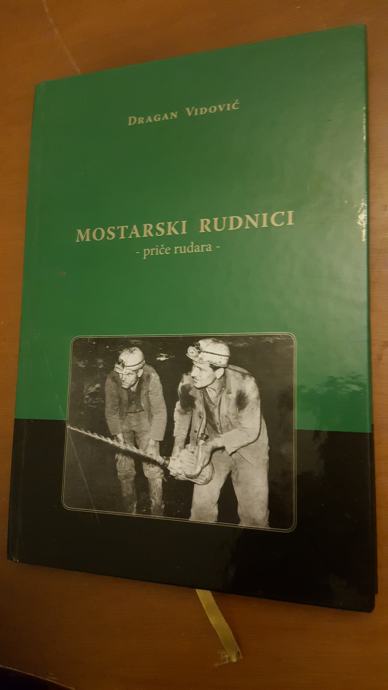 DRAGAN VIDOVIĆ
MOSTARSKI RUDNICI
- priče rudara -